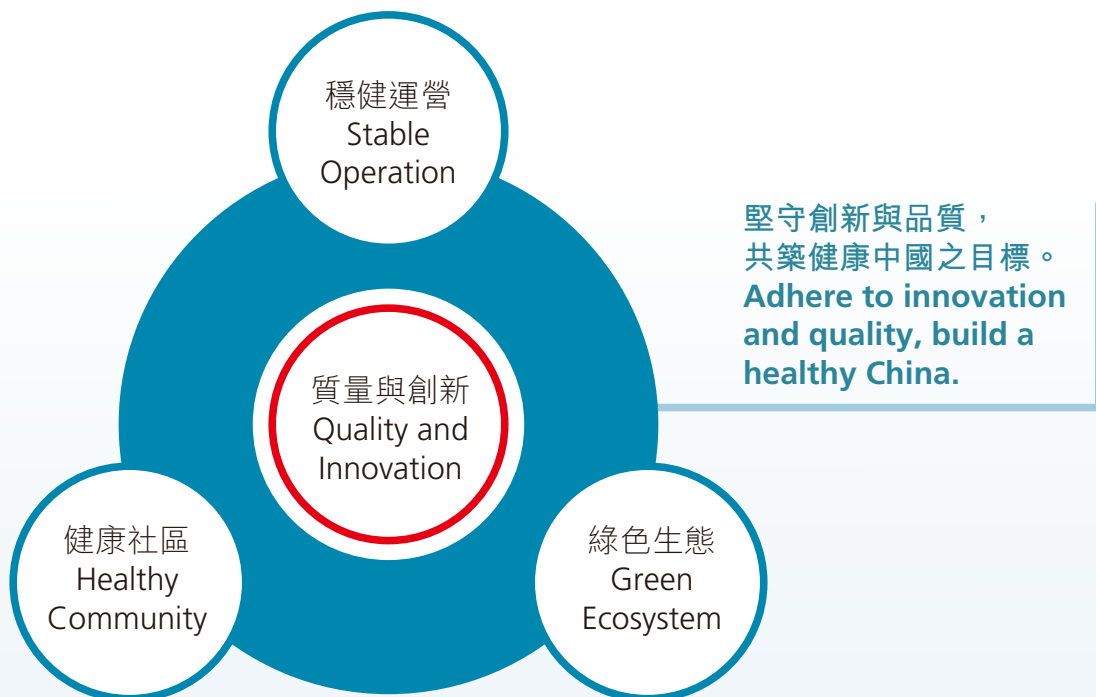 穩健運營
Stable
Operation
堅守創新與品質，
共築健康中國之目標。
Adhere to innovation
and quality, build a
healthy China.
質量與創新
Quality and
Innovation
健康社區
Healthy
Community
綠色生態
Green
Ecosystem